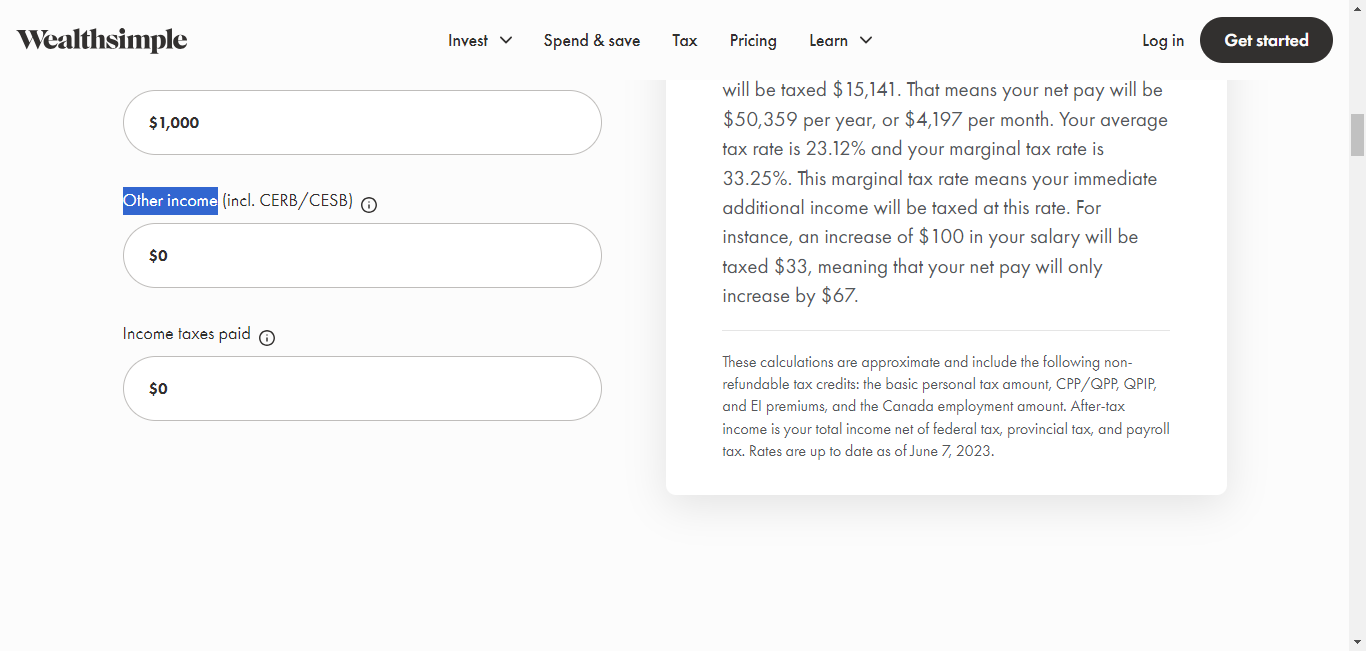 Wealthsimple
Invest
Spend & save
Tax
Pricing
Learn
Log in
Get started
$1,000
Other income (incl. CERB/CESB)
$0
Income taxes paid
$0
will be taxed $15,141. That means your net pay will be
$50,359 per year, or $4,197 per month. Your average
tax rate is 23.12% and your marginal tax rate is
33.25%. This marginal tax rate means your immediate
additional income will be taxed at this rate. For
instance, an increase of $100 in your salary will be
taxed $33, meaning that your net pay will only
increase by $67.
These calculations are approximate and include the following non-
refundable tax credits: the basic personal tax amount, CPP/QPP, QPIP,
and EI premiums, and the Canada employment amount. After-tax
income is your total income net of federal tax, provincial tax, and payroll
tax. Rates are up to date as of June 7, 2023.